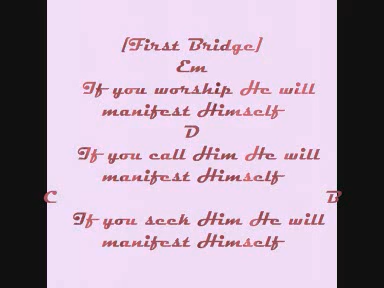 [First Bridge]
Em
If you worship He will
manifest Himself
D
If you call Him He will
manifest Himself
C B
If you seek Him He will
manifest Himself